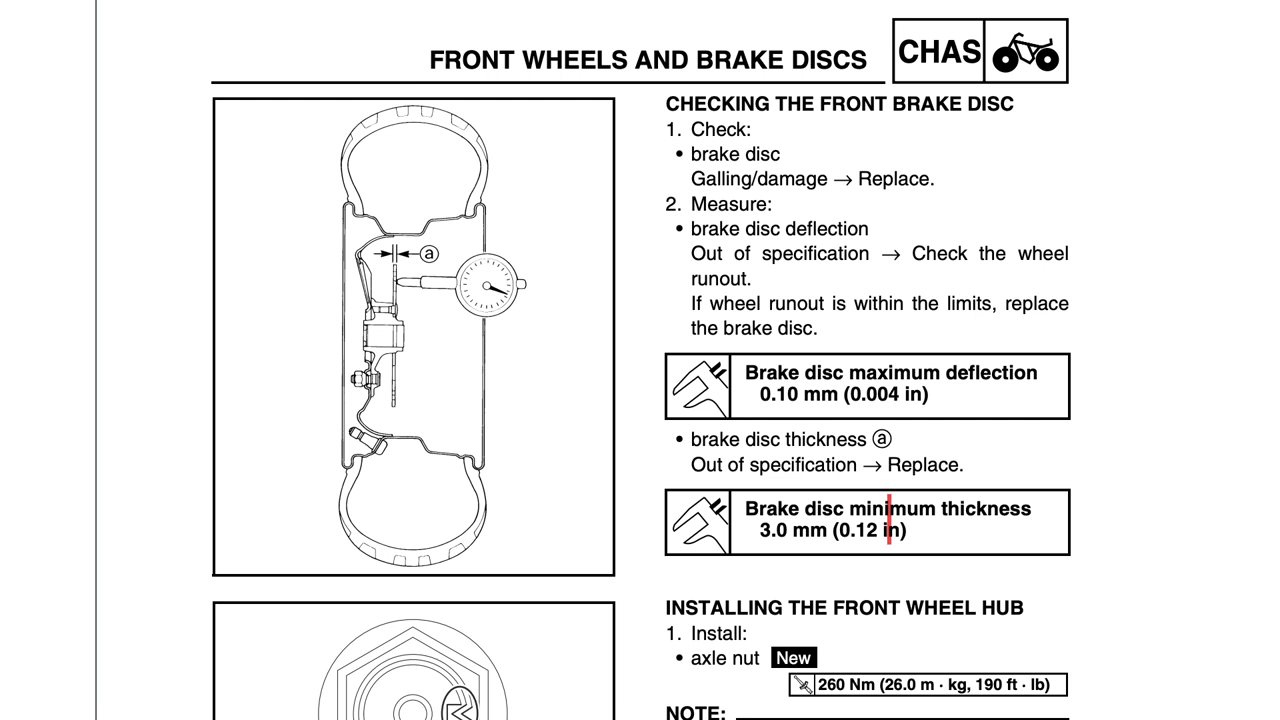 FRONT WHEELS AND BRAKE DISCS
CHAS
CHECKING THE FRONT BRAKE DISC
1. Check:
• brake disc
Galling/damage → Replace.
2. Measure:
• brake disc deflection
Out of specification → Check the wheel
runout.
If wheel runout is within the limits, replace
the brake disc.
ⓐ
Brake disc maximum deflection
0.10 mm (0.004 in)
• brake disc thickness ⓐ
Out of specification → Replace.
Brake disc minimum thickness
3.0 mm (0.12 in)
INSTALLING THE FRONT WHEEL HUB
1. Install:
• axle nut New
260 Nm (26.0 m · kg, 190 ft · lb)
NOTE: